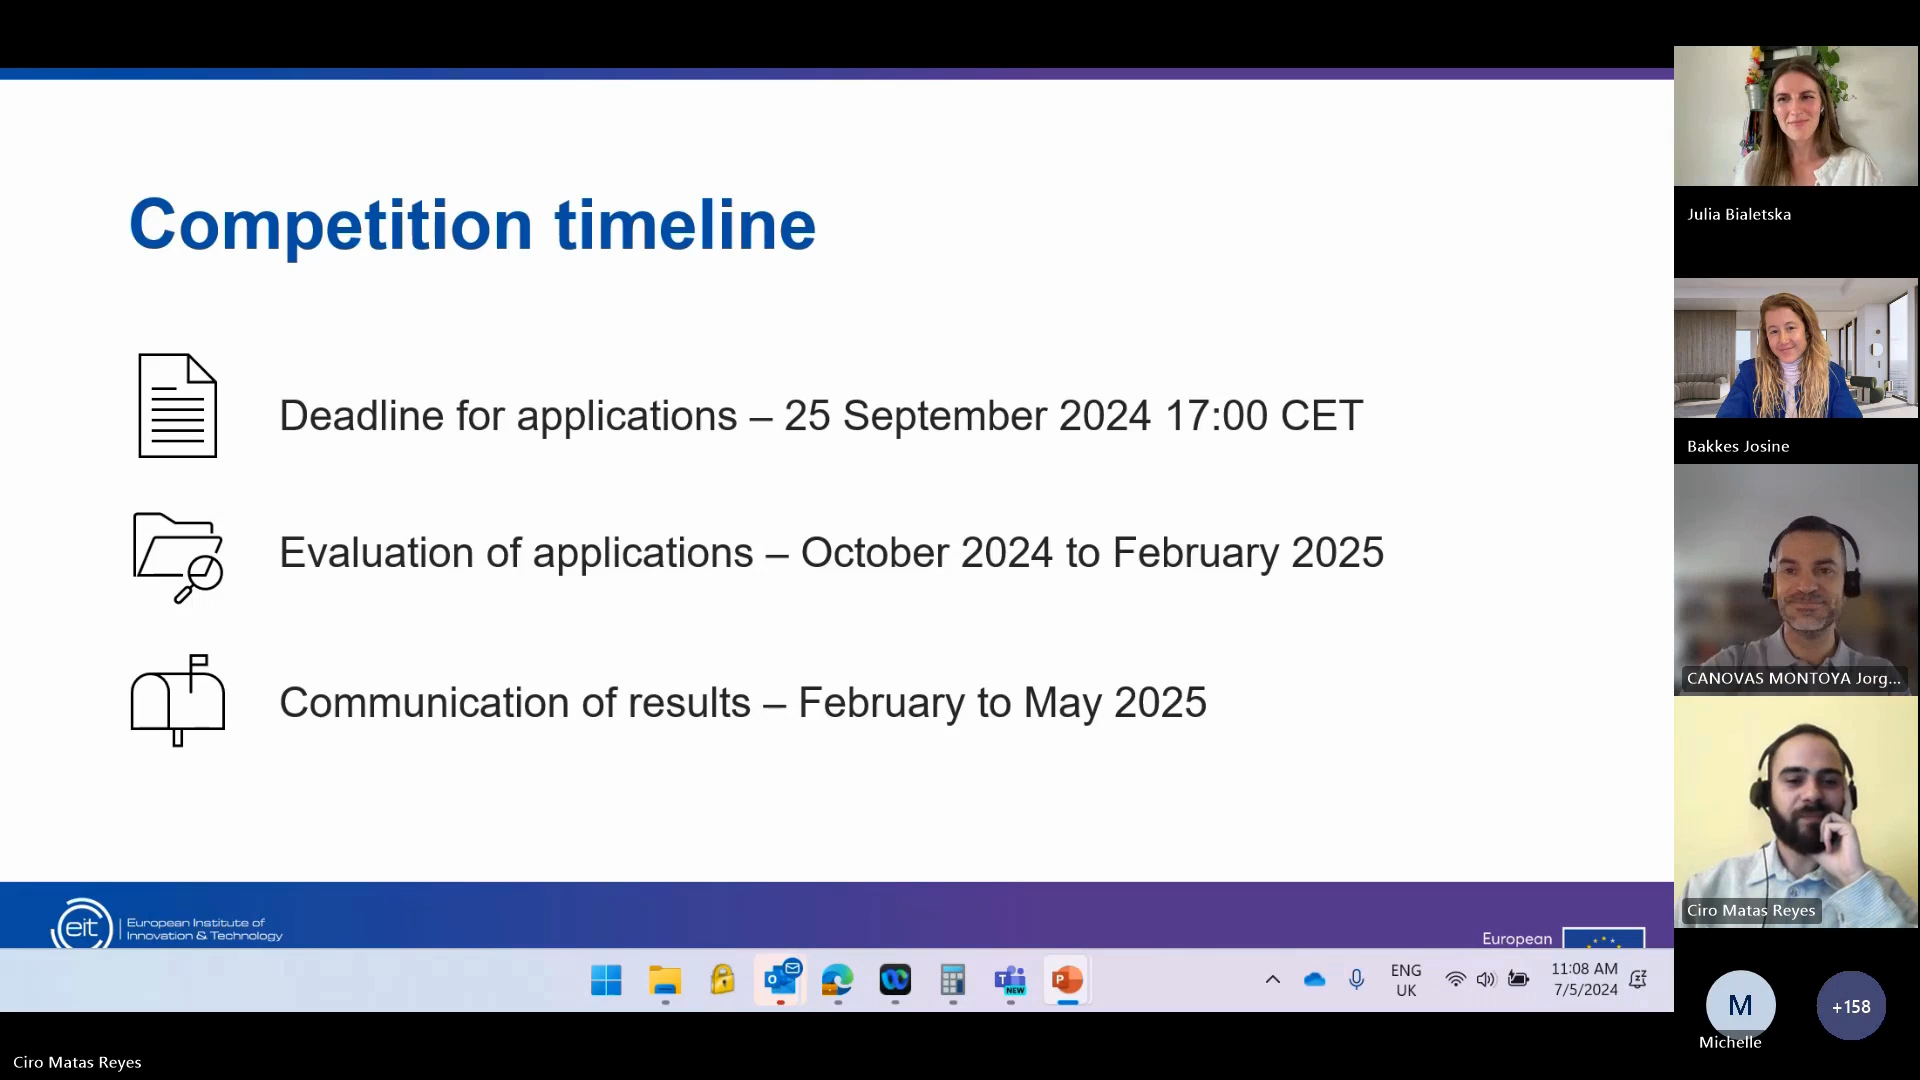 Competition timeline
Deadline for applications – 25 September 2024 17:00 CET
Evaluation of applications – October 2024 to February 2025
Communication of results – February to May 2025
eit
European Institute of
Innovation & Technology
European
NEW
ENG
UK
11:08 AM
7/5/2024
Julia Bialetska
Bakkes Josine
CANOVAS MONTOYA Jorg...
Ciro Matas Reyes
M
Michelle
+158
Ciro Matas Reyes